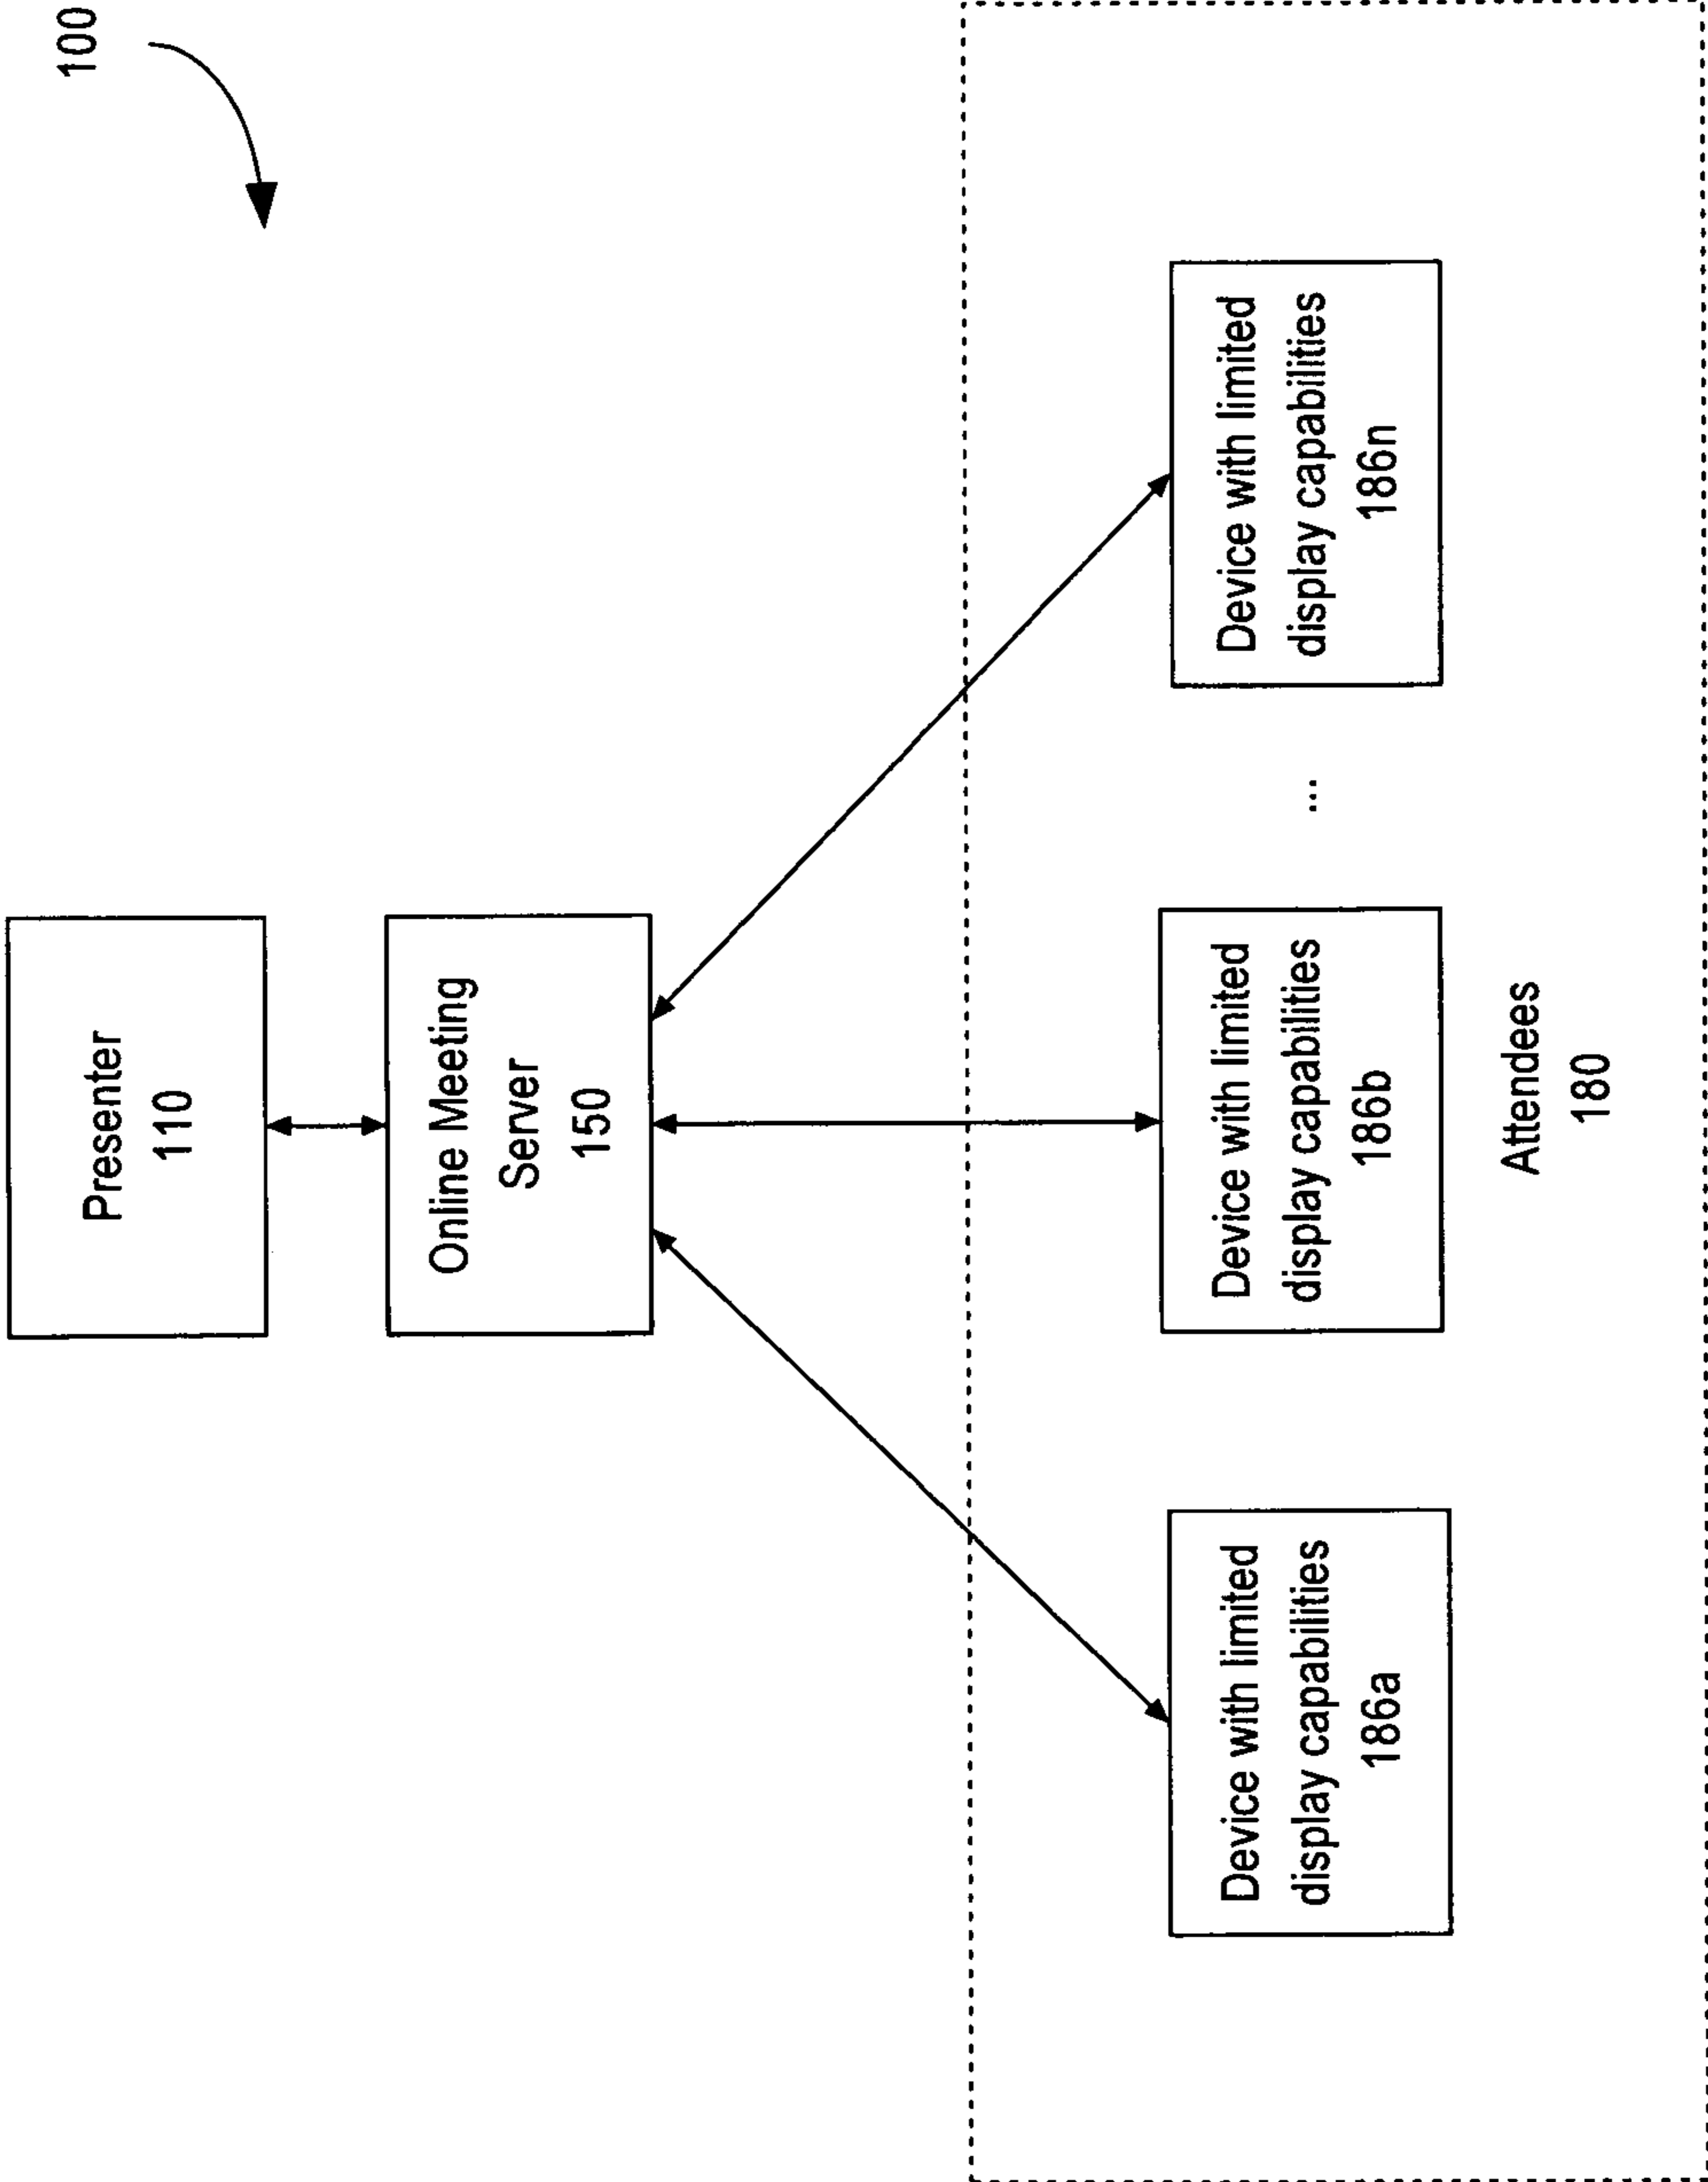 100
Presenter
110
Online Meeting
Server
150
Device with limited
display capabilities
186a
Device with limited
display capabilities
186b
...
Device with limited
display capabilities
186n
Attendees
180